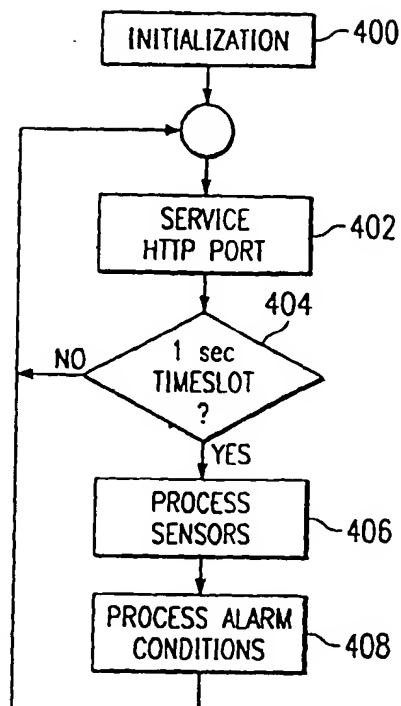 INITIALIZATION
400
SERVICE
HTTP PORT
402
404
1 sec
TIMESLOT
?
NO
YES
PROCESS
SENSORS
406
PROCESS ALARM
CONDITIONS
408